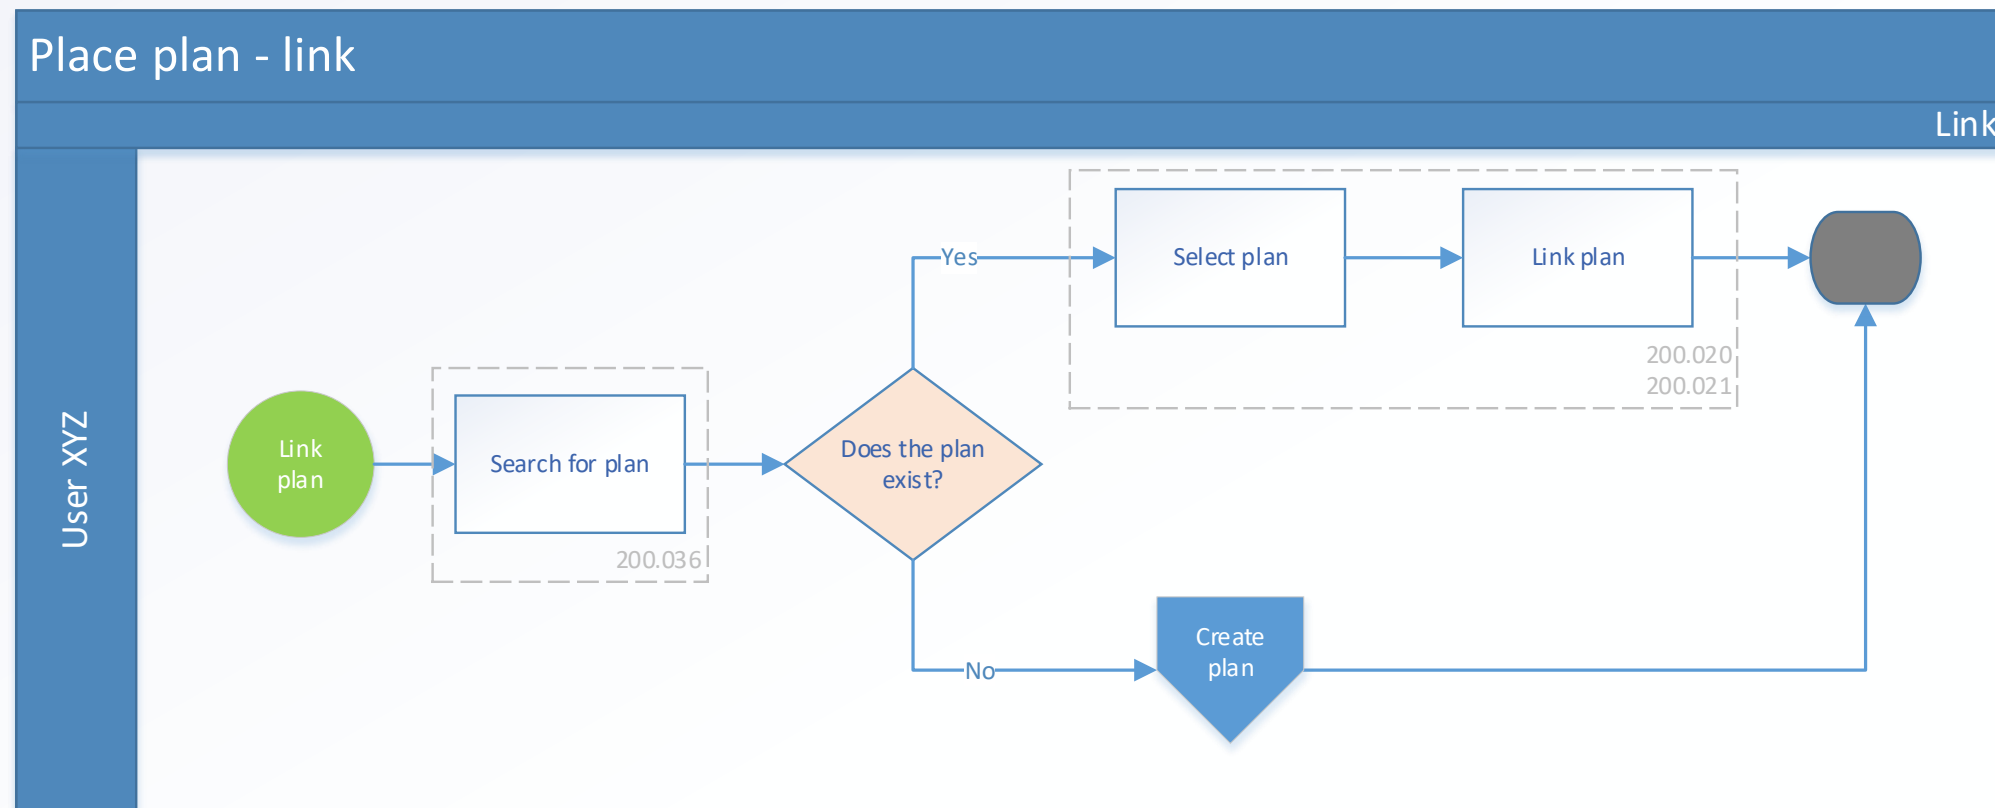 Place plan - link
Link
User XYZ
Link
plan
Search for plan
200.036
Does the plan
exist?
Yes
Select plan
Link plan
200.020
200.021
No
Create
plan